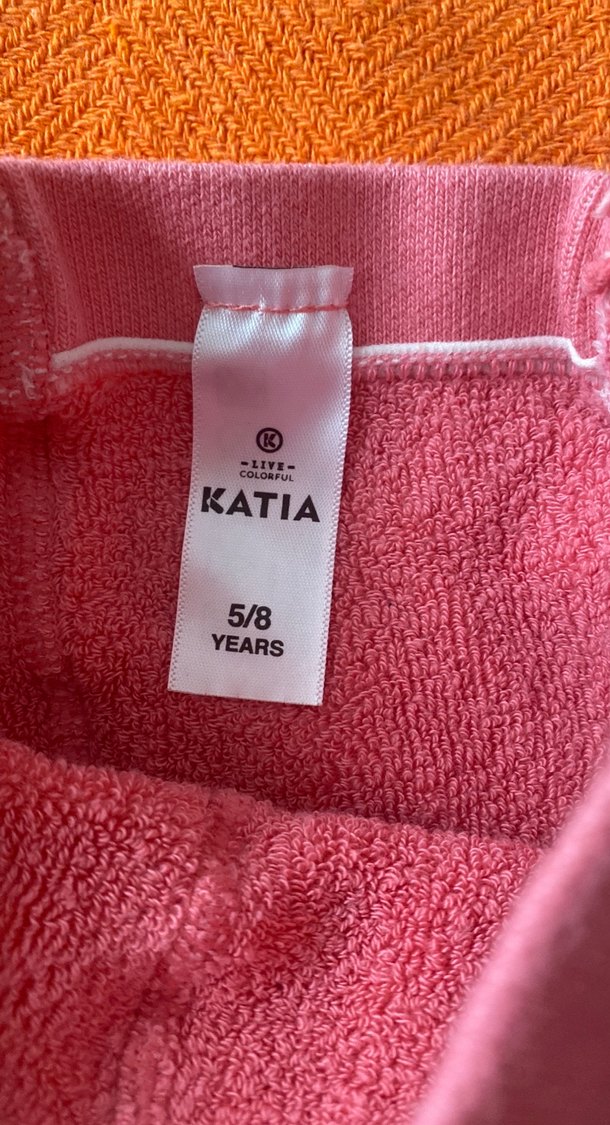 K
-LIVE-
COLORFUL
KATIA
5/8
YEARS